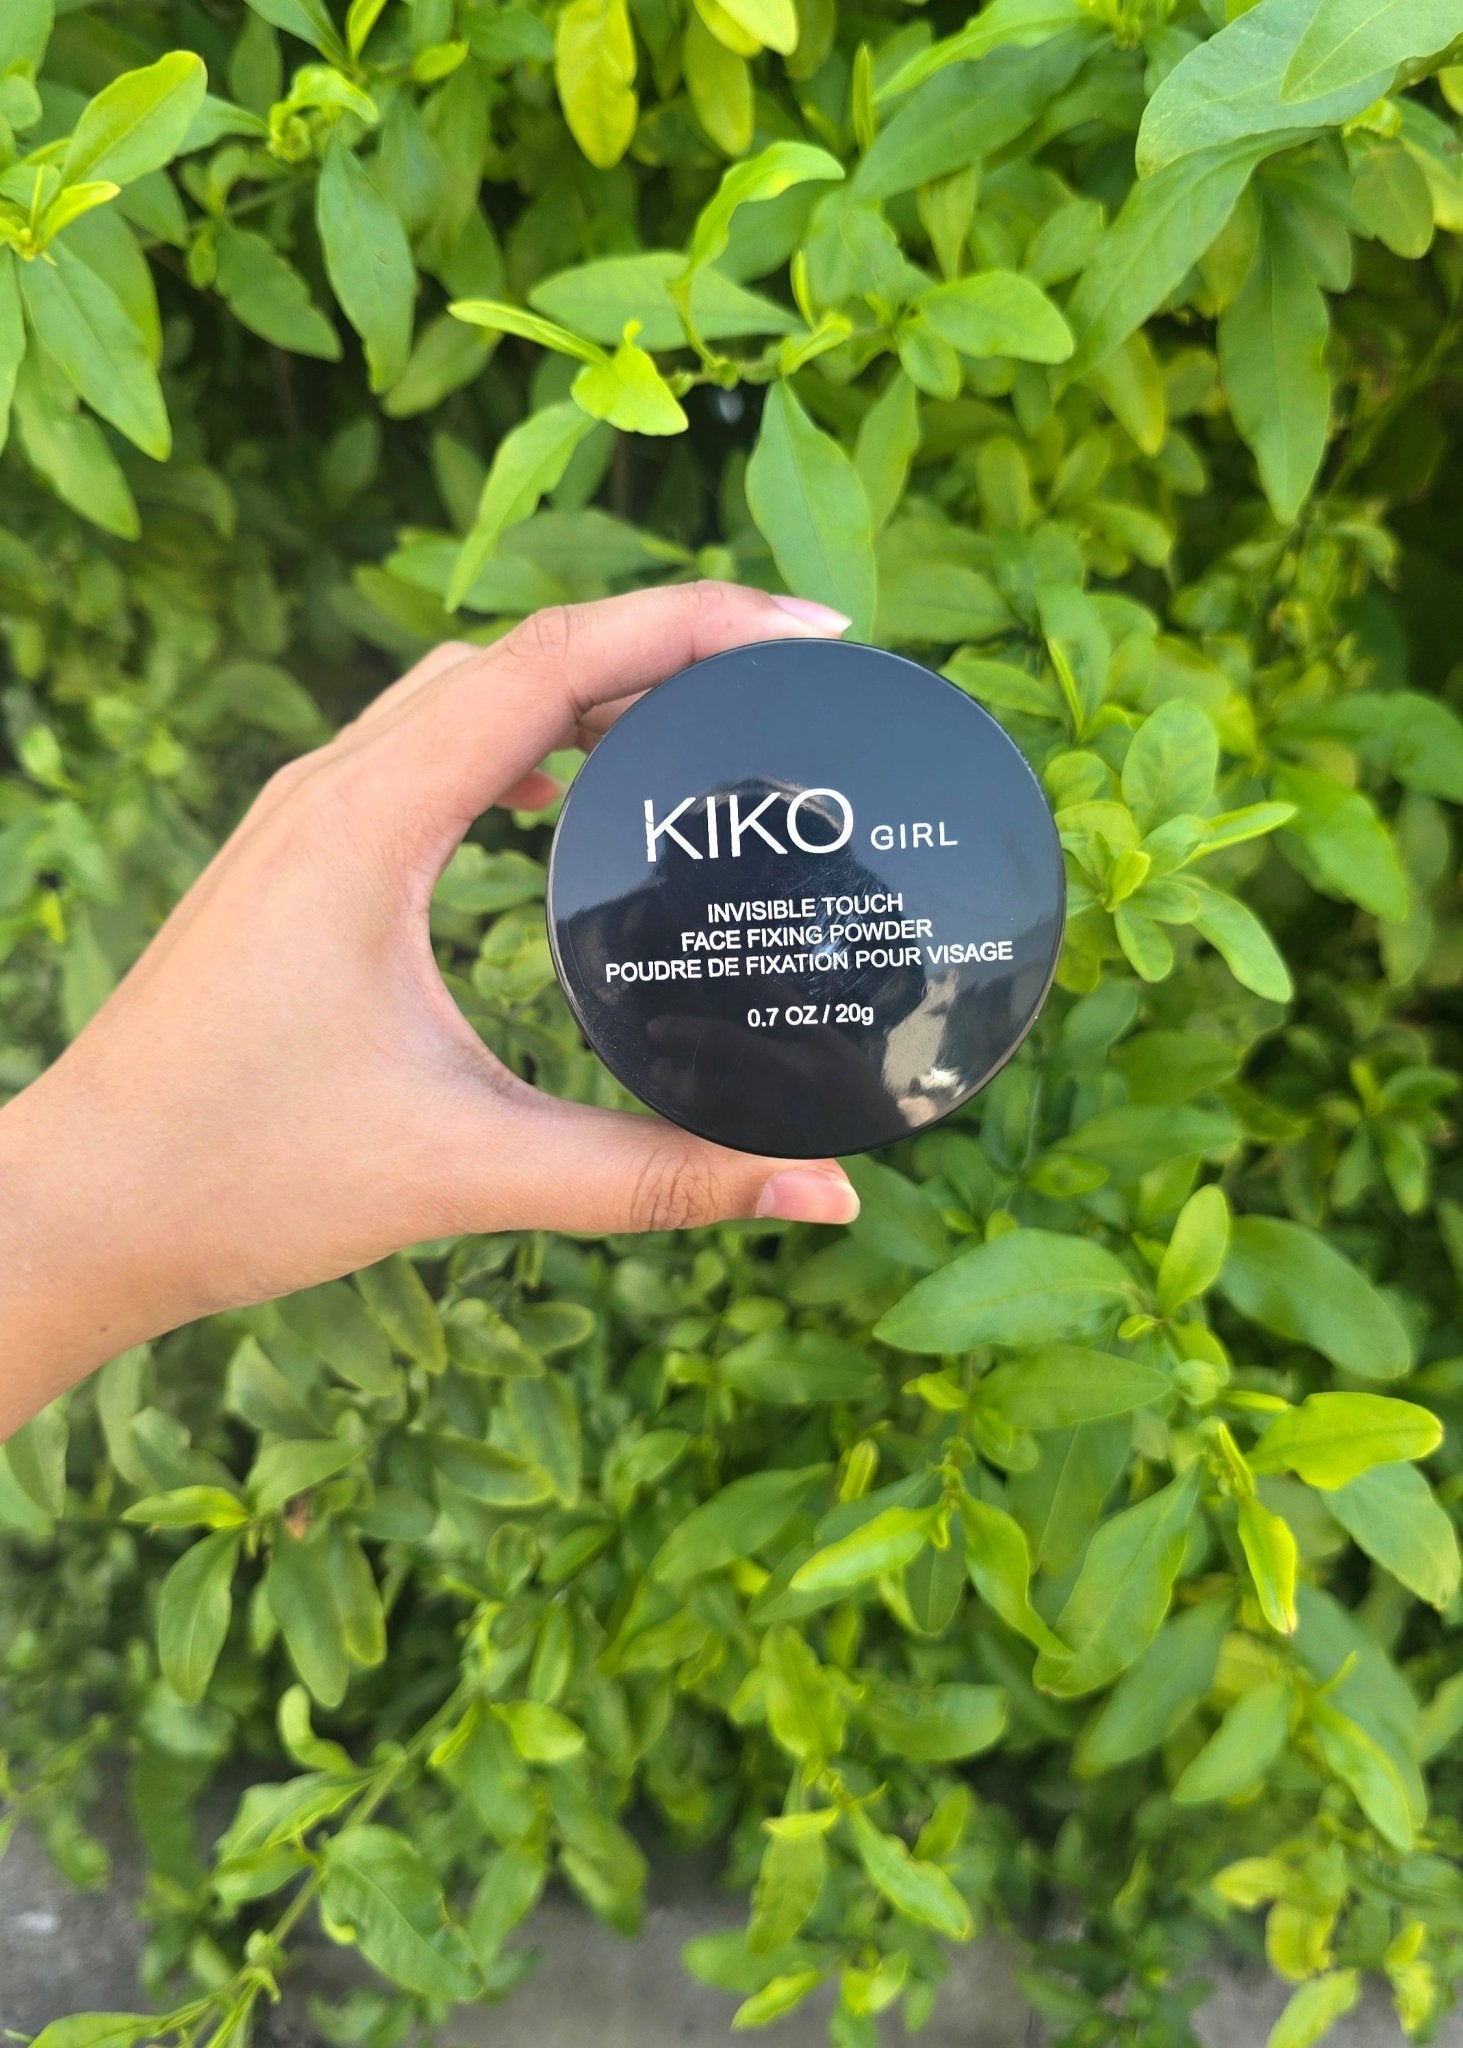 KIKO GIRL
INVISIBLE TOUCH
FACE FIXING POWDER
POUDRE DE FIXATION POUR VISAGE
0.7 OZ / 20g